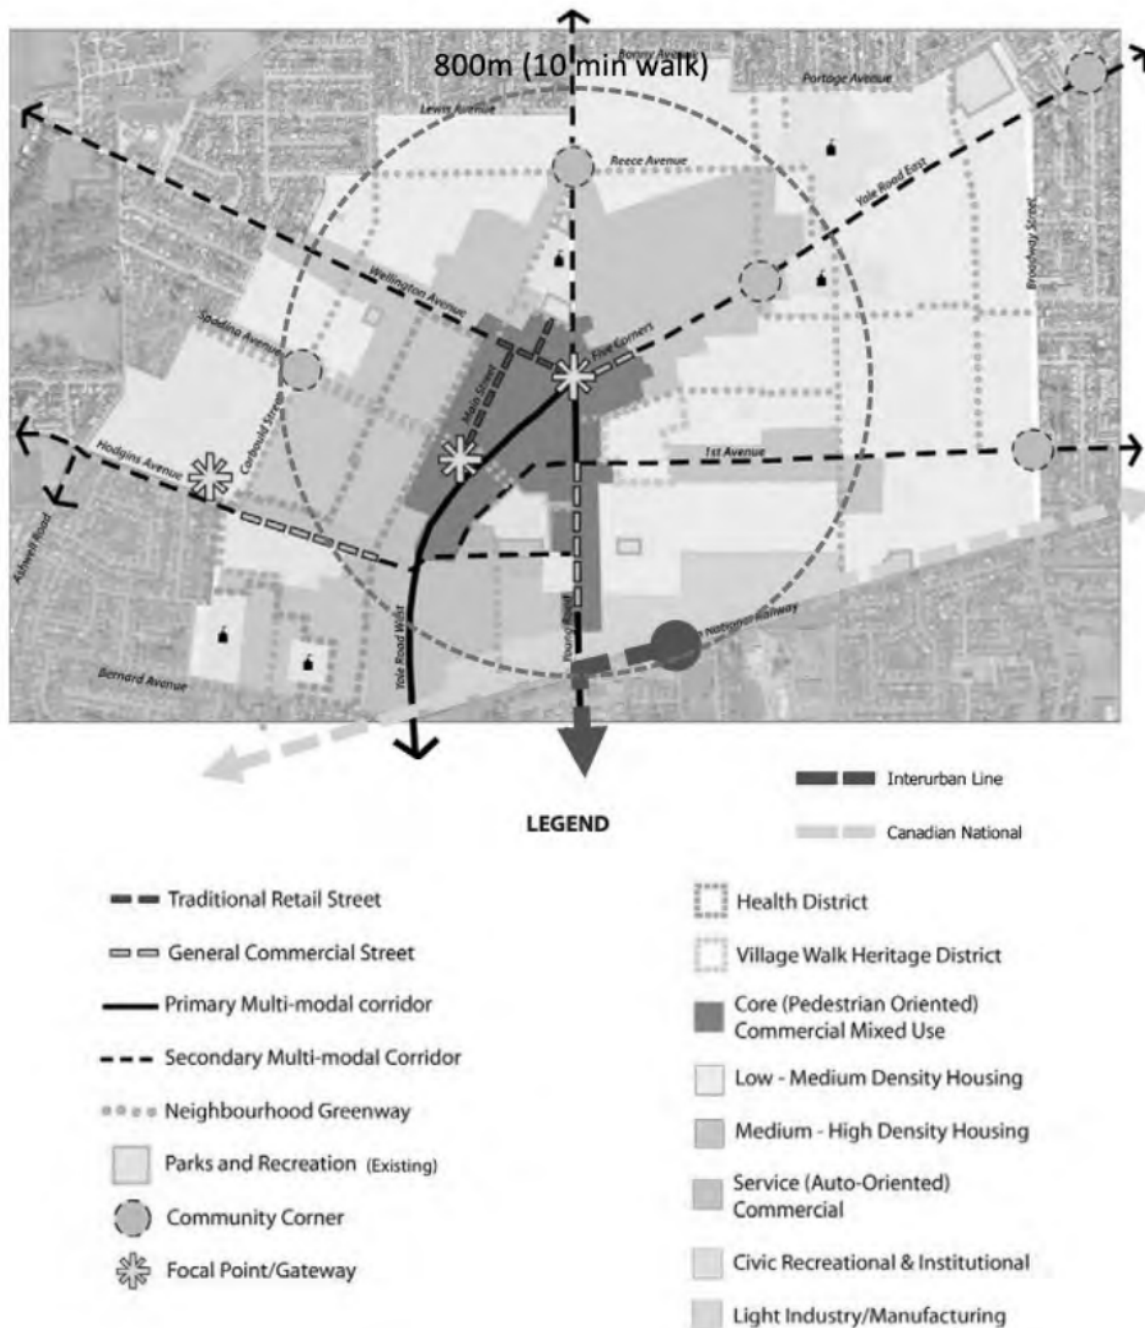 Bonny Avenue
800m (10 min walk)
Portage Avenue
Lewis Avenue
Reece Avenue
Yale Road East
Broadway Street
Wellington Avenue
Spadina Avenue
Five Corners
Main Street
Corbould Street
Hodgins Avenue
1st Avenue
Ashwell Road
National Railway
Yale Road West
Young Road
Bernard Avenue
Interurban Line
LEGEND
Canadian National
Traditional Retail Street
General Commercial Street
Primary Multi-modal corridor
Secondary Multi-modal Corridor
Neighbourhood Greenway
Parks and Recreation (Existing)
Community Corner
Focal Point/Gateway
Health District
Village Walk Heritage District
Core (Pedestrian Oriented)
Commercial Mixed Use
Low - Medium Density Housing
Medium - High Density Housing
Service (Auto-Oriented)
Commercial
Civic Recreational & Institutional
Light Industry/Manufacturing